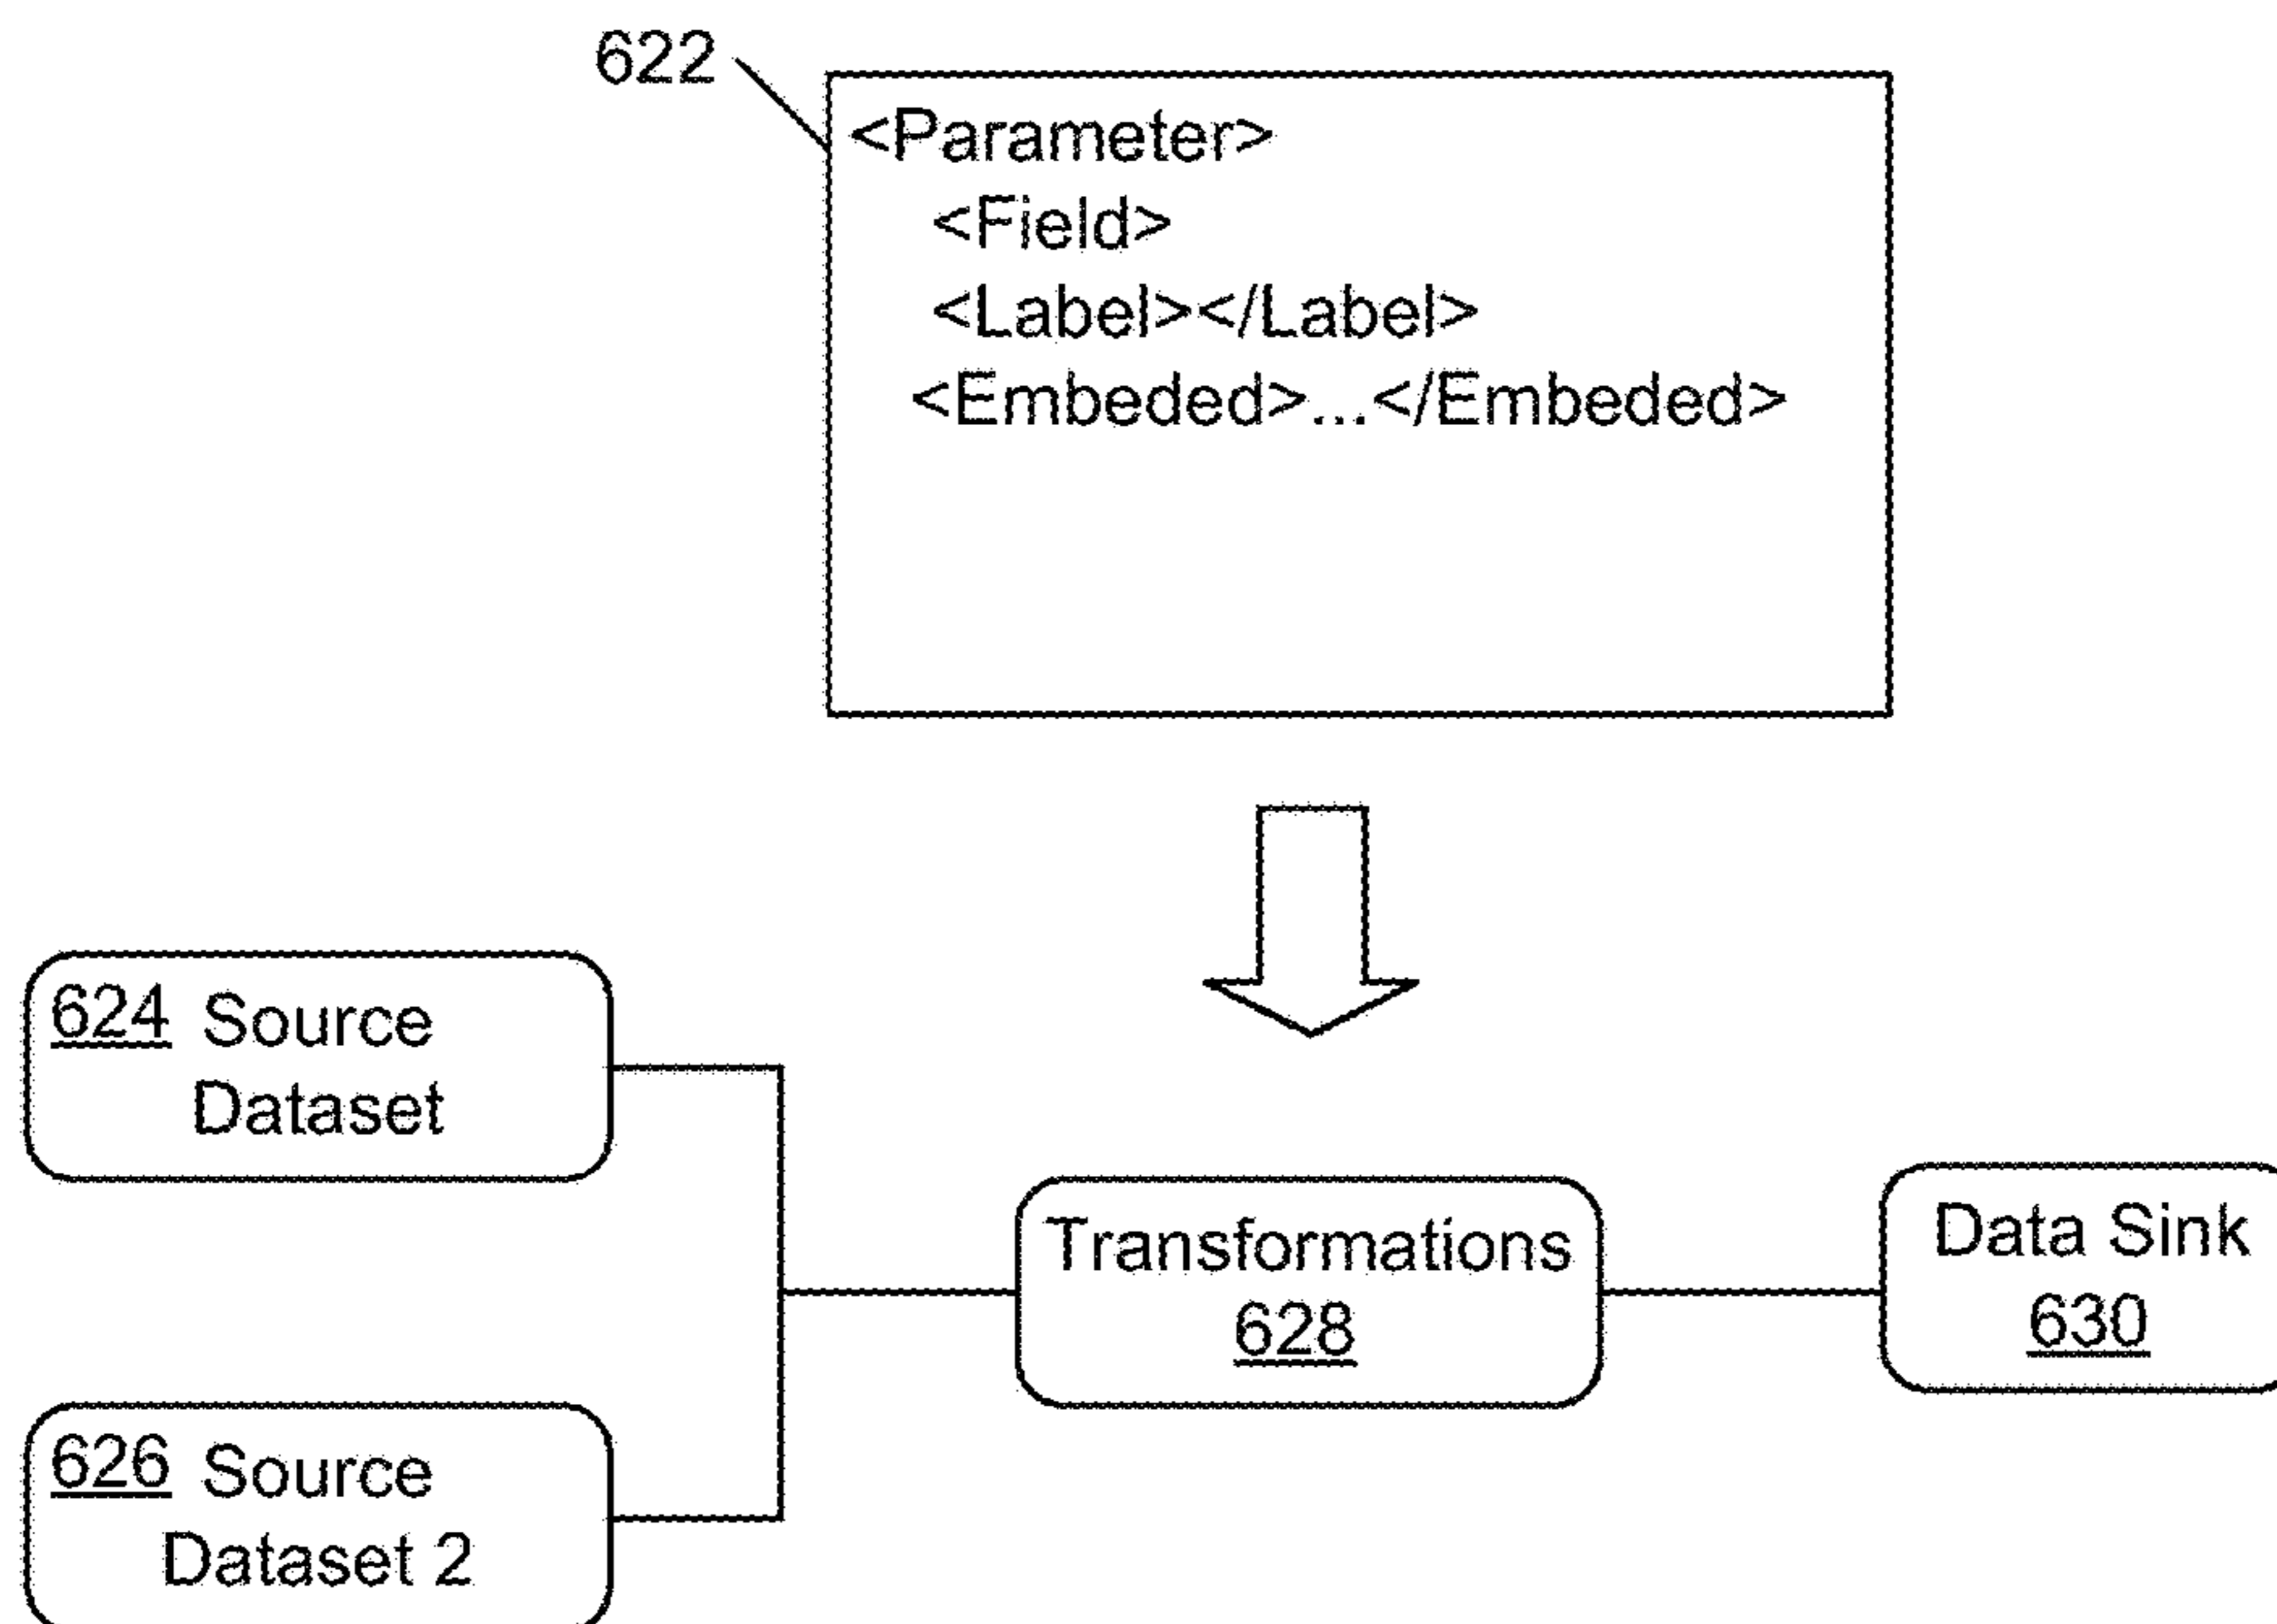 622
<Parameter>
<Field>
<Label></Label>
<Embeded>...</Embeded>
624 Source
Dataset
Transformations
628
Data Sink
630
626 Source
Dataset 2